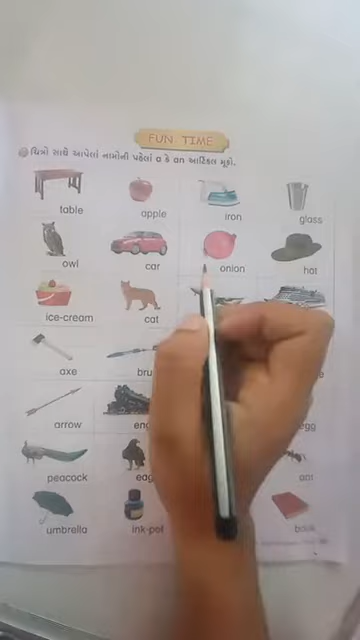 FUN TIME
ચિત્રો સાથે આપેલાં નામોની પહેલાં a કે an આર્ટિકલ મૂકો.
table apple iron glass
owl car onion hat
ice-cream cat
axe
arrow egg
peacock ant
umbrella ink-pot book